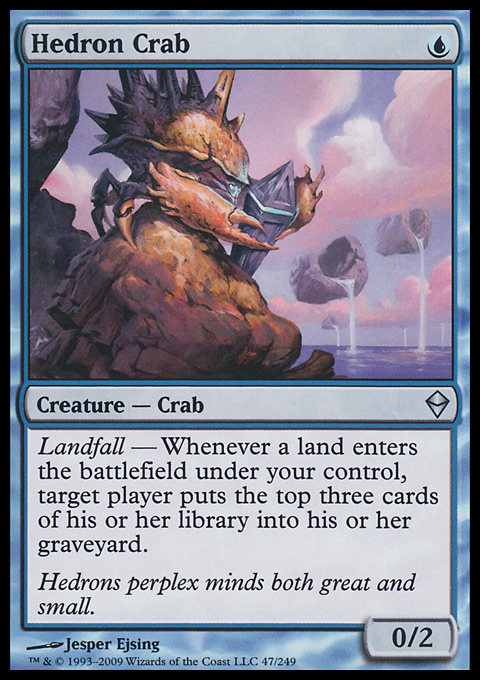 Hedron Crab
Creature — Crab
Landfall — Whenever a land enters
the battlefield under your control,
target player puts the top three cards
of his or her library into his or her
graveyard.
Hedrons perplex minds both great and
small.
Jesper Ejsing
0/2
™ & © 1993–2009 Wizards of the Coast LLC 47/249